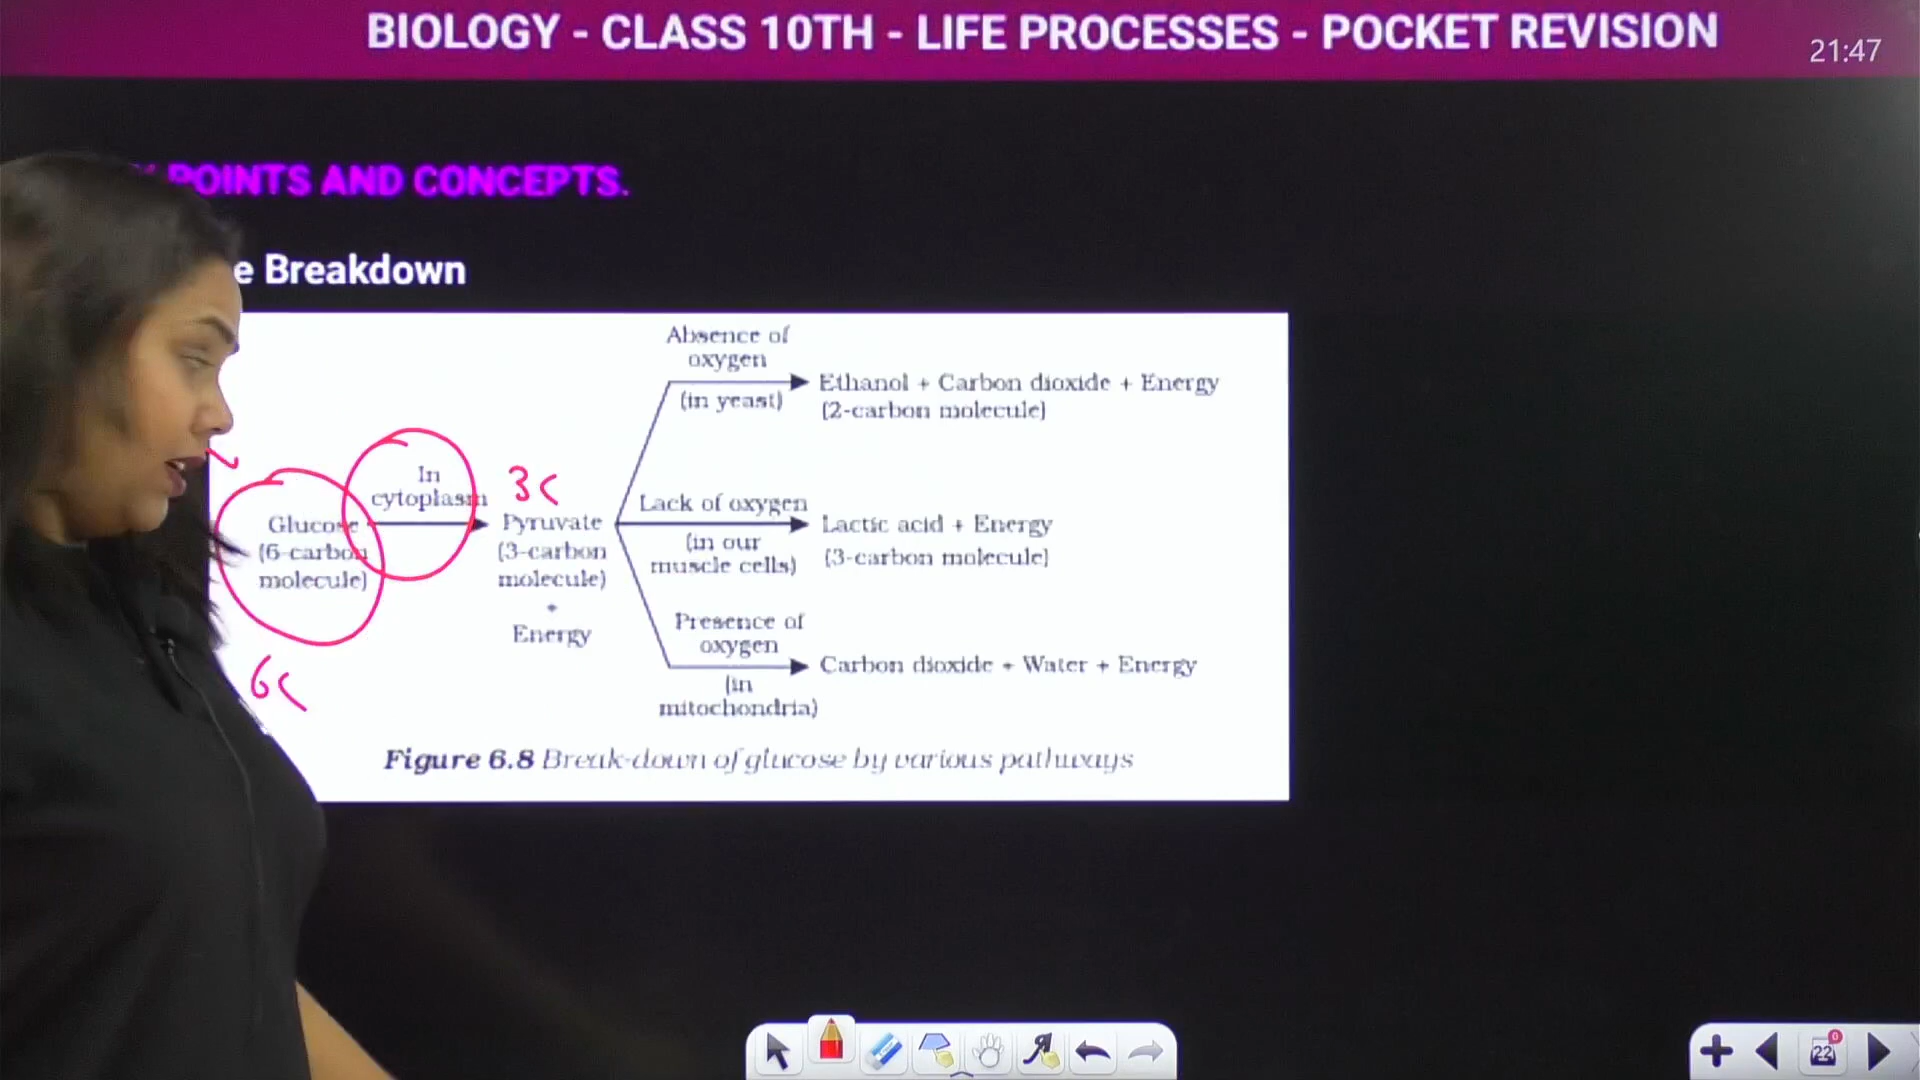 BIOLOGY - CLASS 10TH - LIFE PROCESSES - POCKET REVISION
21:47
POINTS AND CONCEPTS.
e Breakdown
Absence of
oxygen
(in yeast)
Ethanol + Carbon dioxide + Energy
(2-carbon molecule)
In
cytoplasm
3C
Glucose
(6-carbon
molecule)
6C
Pyruvate
(3-carbon
molecule)
+
Energy
Lack of oxygen
(in our
muscle cells)
Lactic acid + Energy
(3-carbon molecule)
Presence of
oxygen
(in
mitochondria)
Carbon dioxide + Water + Energy
Figure 6.8 Break-down of glucose by various pathways
22